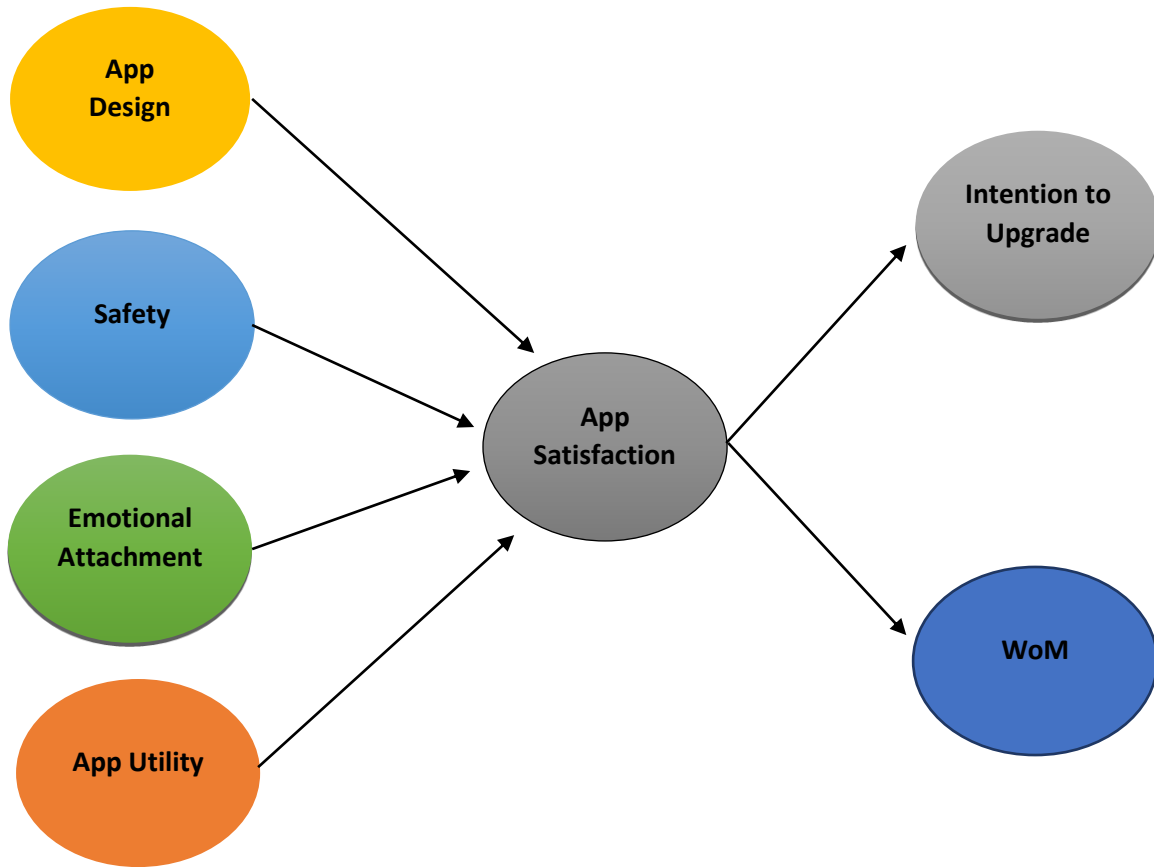 App
Design
Safety
Emotional
Attachment
App Utility
App
Satisfaction
Intention to
Upgrade
WoM